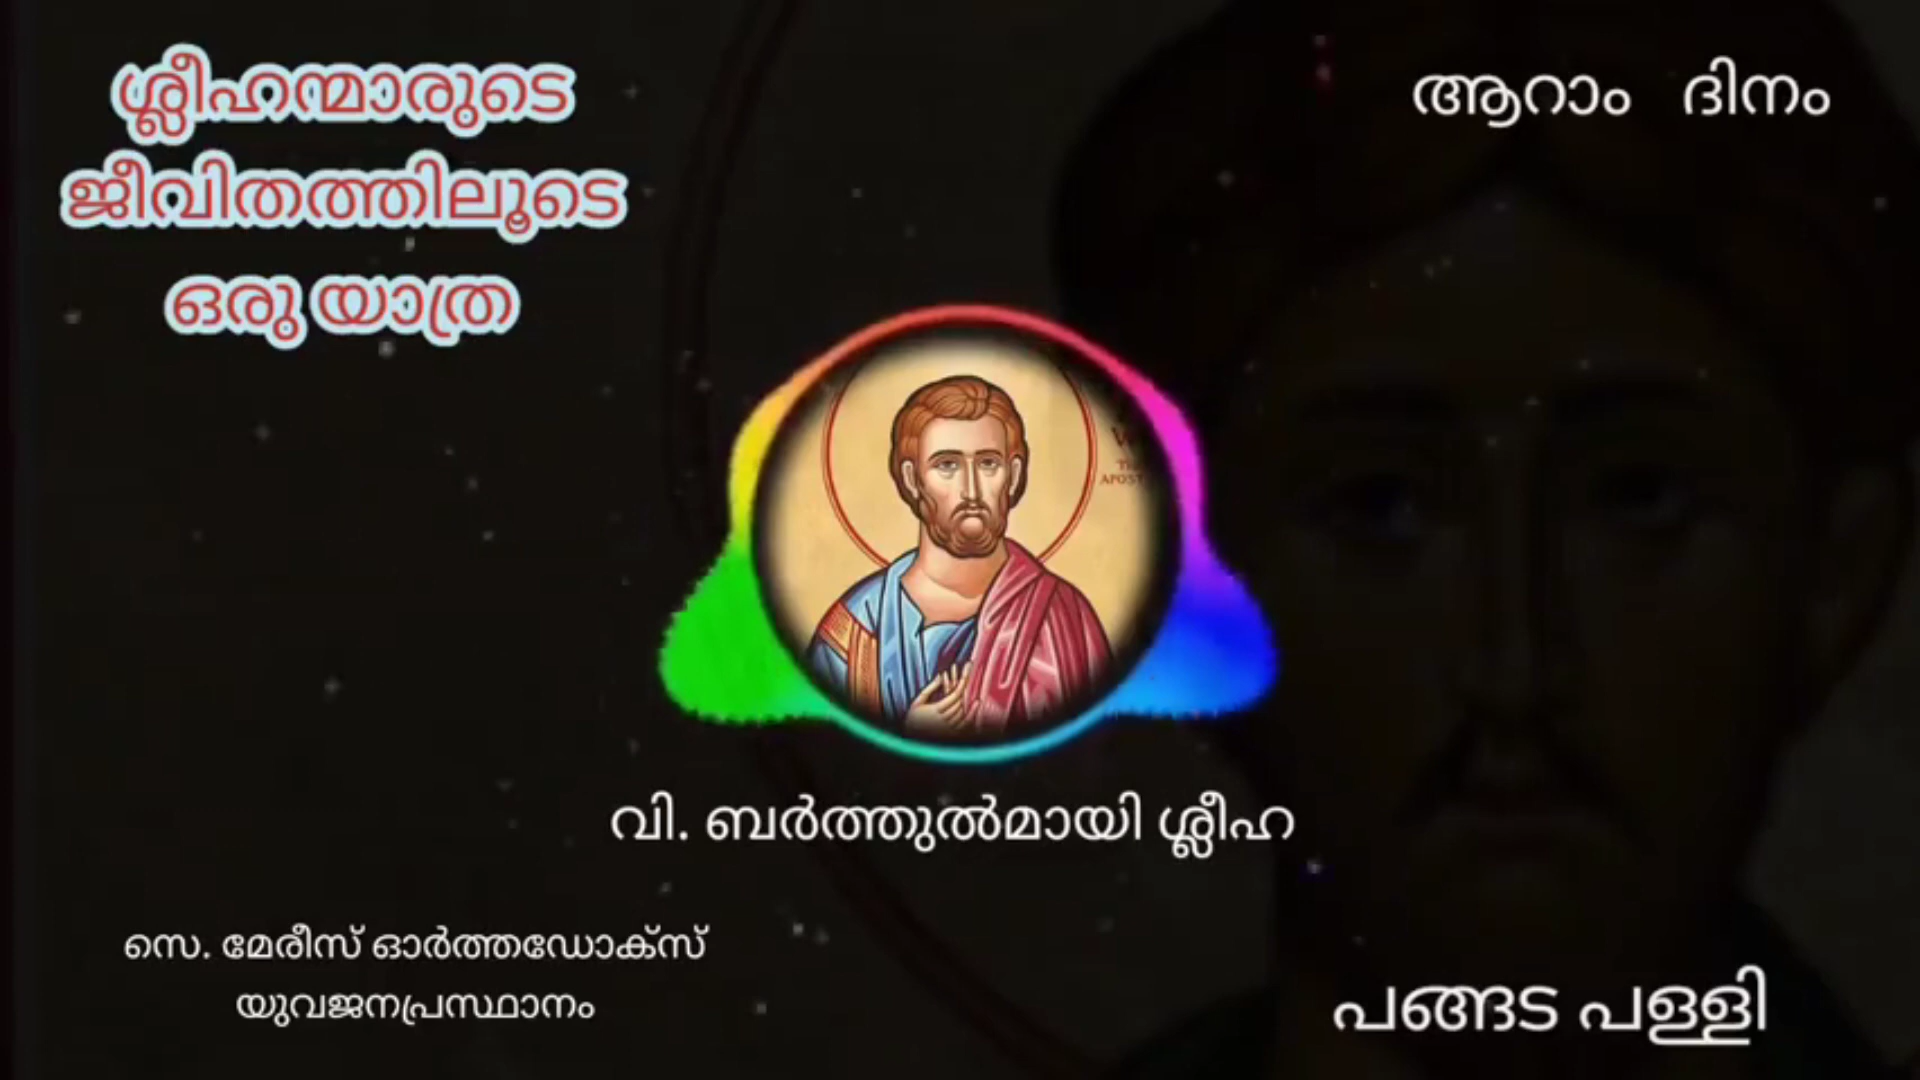 ശ്ലീഹന്മാരുടെ
ജീവിതത്തിലൂടെ
ഒരു യാത്ര
ആറാം ദിനം
വി. ബർത്തുൽമായി ശ്ലീഹ
സെ. മേരീസ് ഓർത്തഡോക്സ്
യുവജനപ്രസ്ഥാനം
പങ്ങട പള്ളി